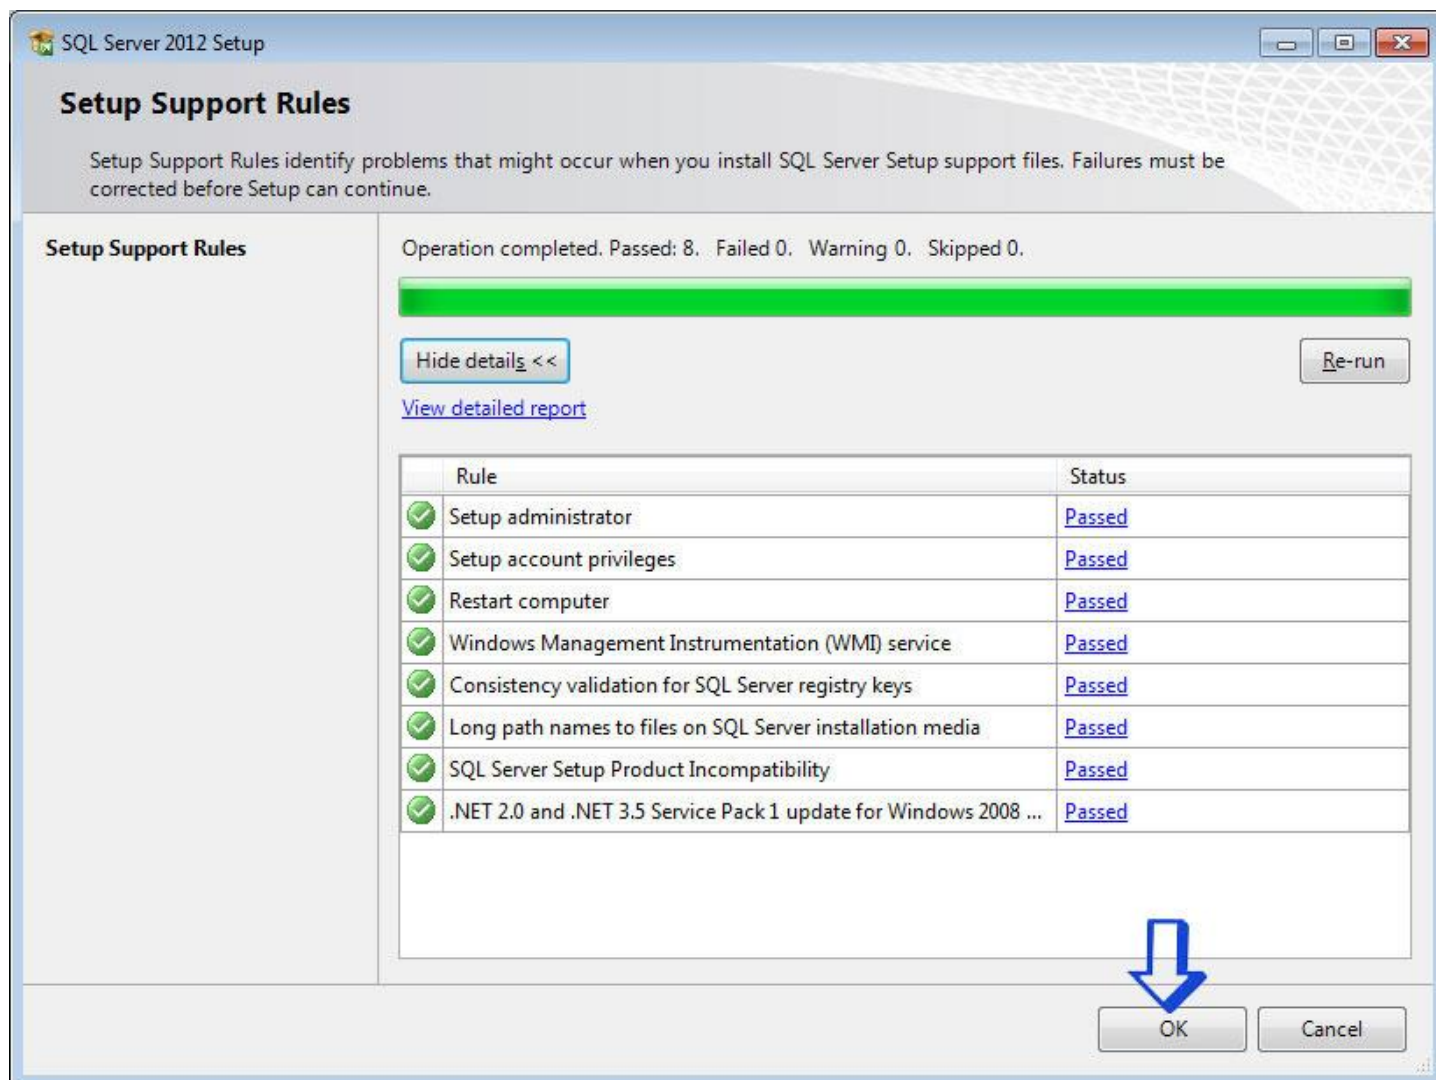 SQL Server 2012 Setup
Setup Support Rules
Setup Support Rules identify problems that might occur when you install SQL Server Setup support files. Failures must be
corrected before Setup can continue.
Setup Support Rules
Operation completed. Passed: 8.   Failed 0.   Warning 0.   Skipped 0.
Hide details <<
Re-run
View detailed report
Rule Status
Setup administrator Passed
Setup account privileges Passed
Restart computer Passed
Windows Management Instrumentation (WMI) service Passed
Consistency validation for SQL Server registry keys Passed
Long path names to files on SQL Server installation media Passed
SQL Server Setup Product Incompatibility Passed
.NET 2.0 and .NET 3.5 Service Pack 1 update for Windows 2008 ... Passed
OK Cancel